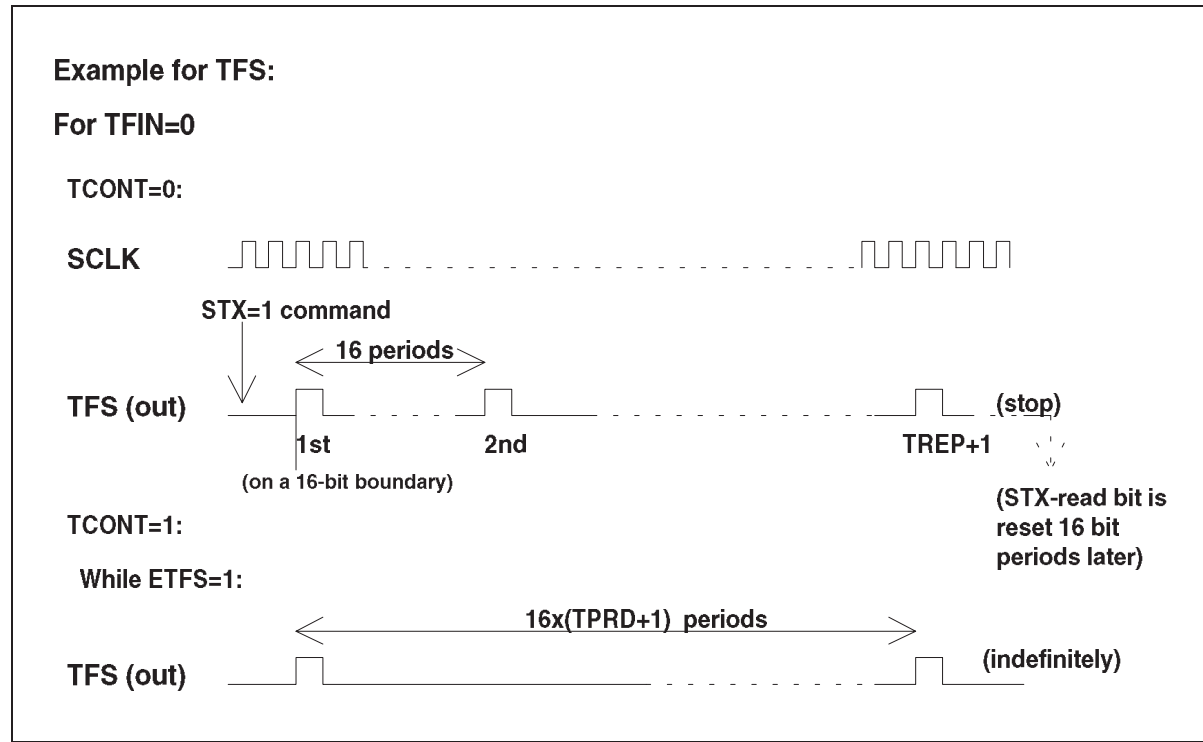 Example for TFS:
For TFIN=0
TCONT=0:
SCLK
STX=1 command
16 periods
TFS (out)
(stop)
1st
2nd
TREP+1
(on a 16-bit boundary)
(STX-read bit is
reset 16 bit
periods later)
TCONT=1:
While ETFS=1:
16x(TPRD+1) periods
TFS (out)
(indefinitely)